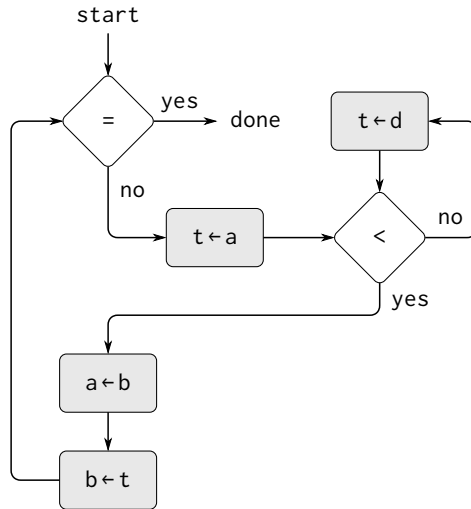 start
=
yes
done
no
t←a
t←d
<
no
yes
a←b
b←t